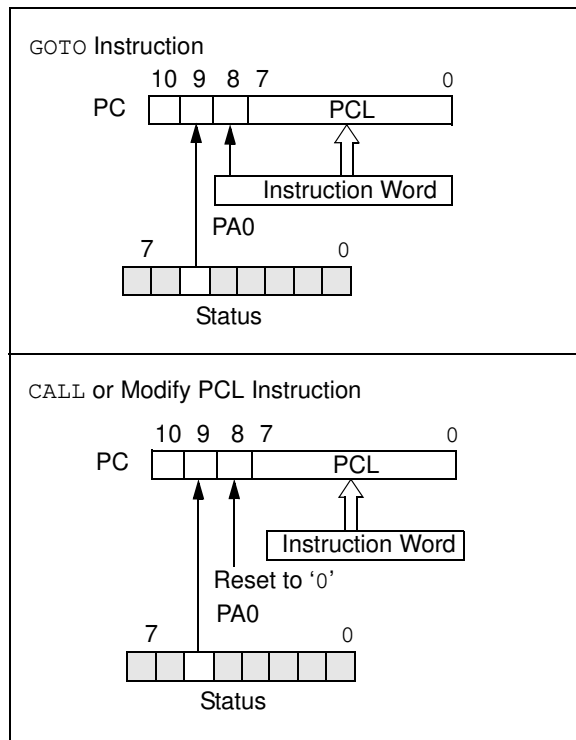 GOTO Instruction
10 9 8 7 0
PC PCL
Instruction Word
PA0
7 0
Status
CALL or Modify PCL Instruction
10 9 8 7 0
PC PCL
Instruction Word
Reset to ‘0’
PA0
7 0
Status